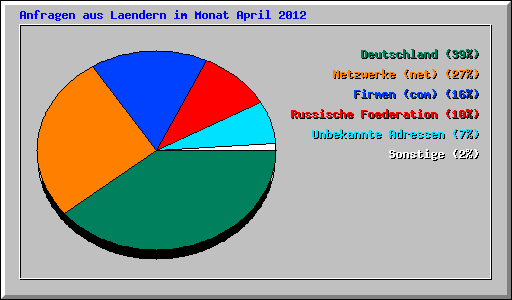 Anfragen aus Laendern im Monat April 2012
Deutschland (39%)
Netzwerke (net) (27%)
Firmen (com) (16%)
Russische Foederation (10%)
Unbekannte Adressen (7%)
Sonstige (2%)